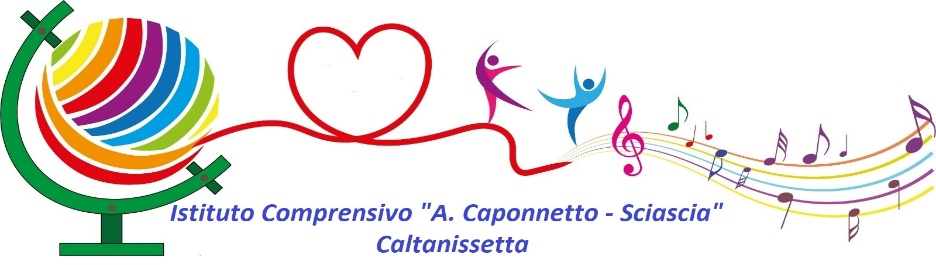 Istituto Comprensivo "A. Caponnetto - Sciascia"
Caltanissetta